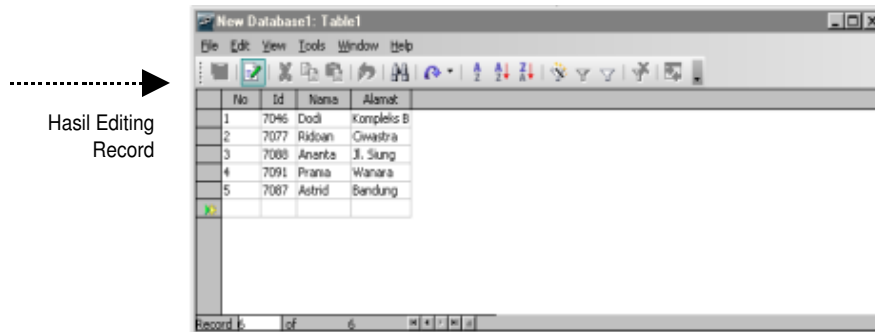 New Database1: Table1
File Edit View Tools Window Help
Hasil Editing
Record
No Id Nama Alamat
1 7046 Dodi Kompleks B
2 7077 Ridoan Ciwastra
3 7088 Ananta Jl. Siung
4 7091 Prama Wanara
5 7087 Astrid Bandung
Record 6 of 6